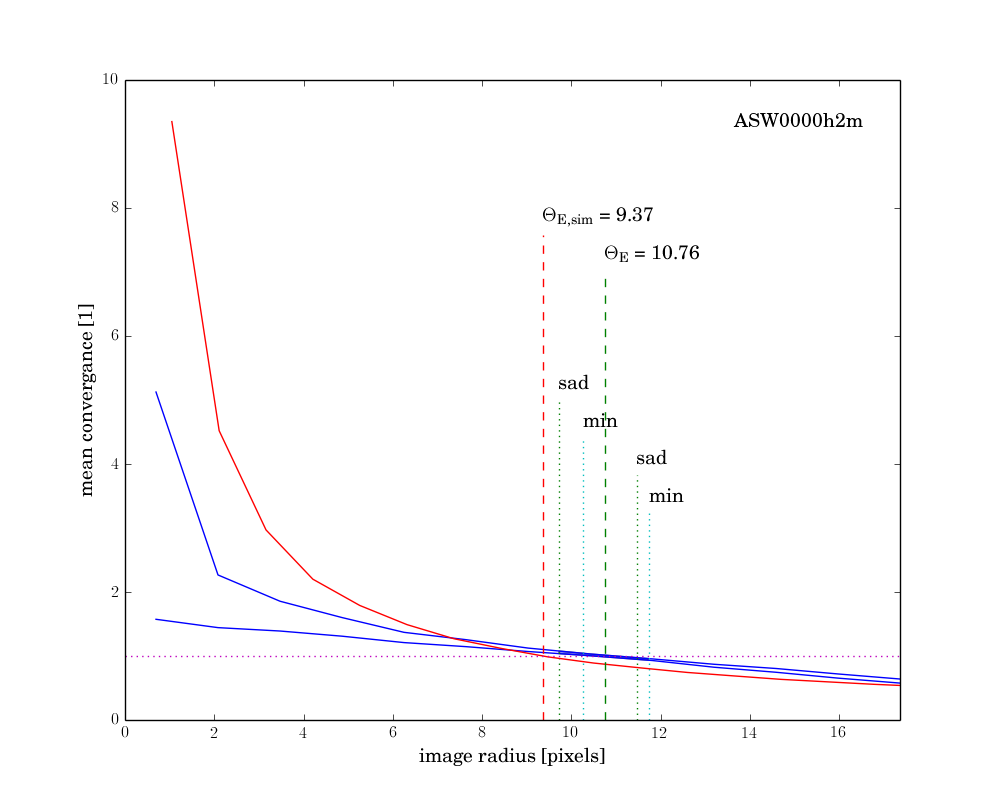 ASW0000h2m
Θ_E,sim = 9.37
Θ_E = 10.76
sad
min
sad
min
mean convergance [1]
10
8
6
4
2
0
0 2 4 6 8 10 12 14 16
image radius [pixels]